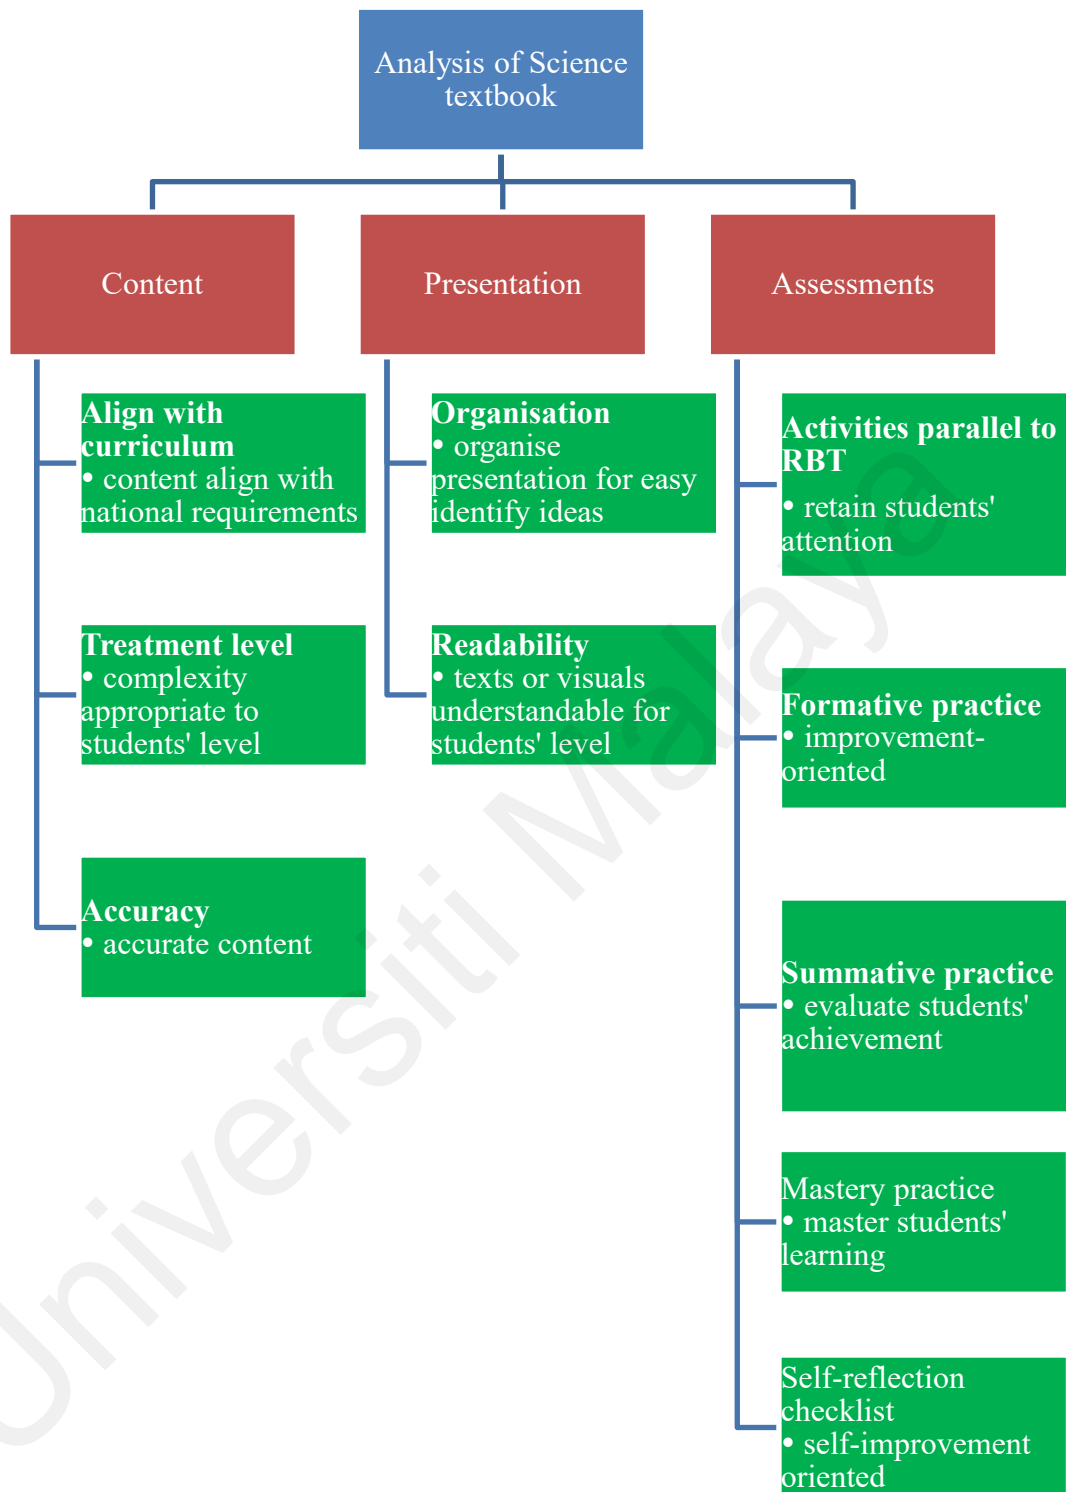 Analysis of Science
textbook
Content
Presentation
Assessments
Align with
curriculum
• content align with
national requirements
Treatment level
• complexity
appropriate to
students' level
Accuracy
• accurate content
Organisation
• organise
presentation for easy
identify ideas
Readability
• texts or visuals
understandable for
students' level
Activities parallel to
RBT
• retain students'
attention
Formative practice
• improvement-
oriented
Summative practice
• evaluate students'
achievement
Mastery practice
• master students'
learning
Self-reflection
checklist
• self-improvement
oriented
Universiti Malaya